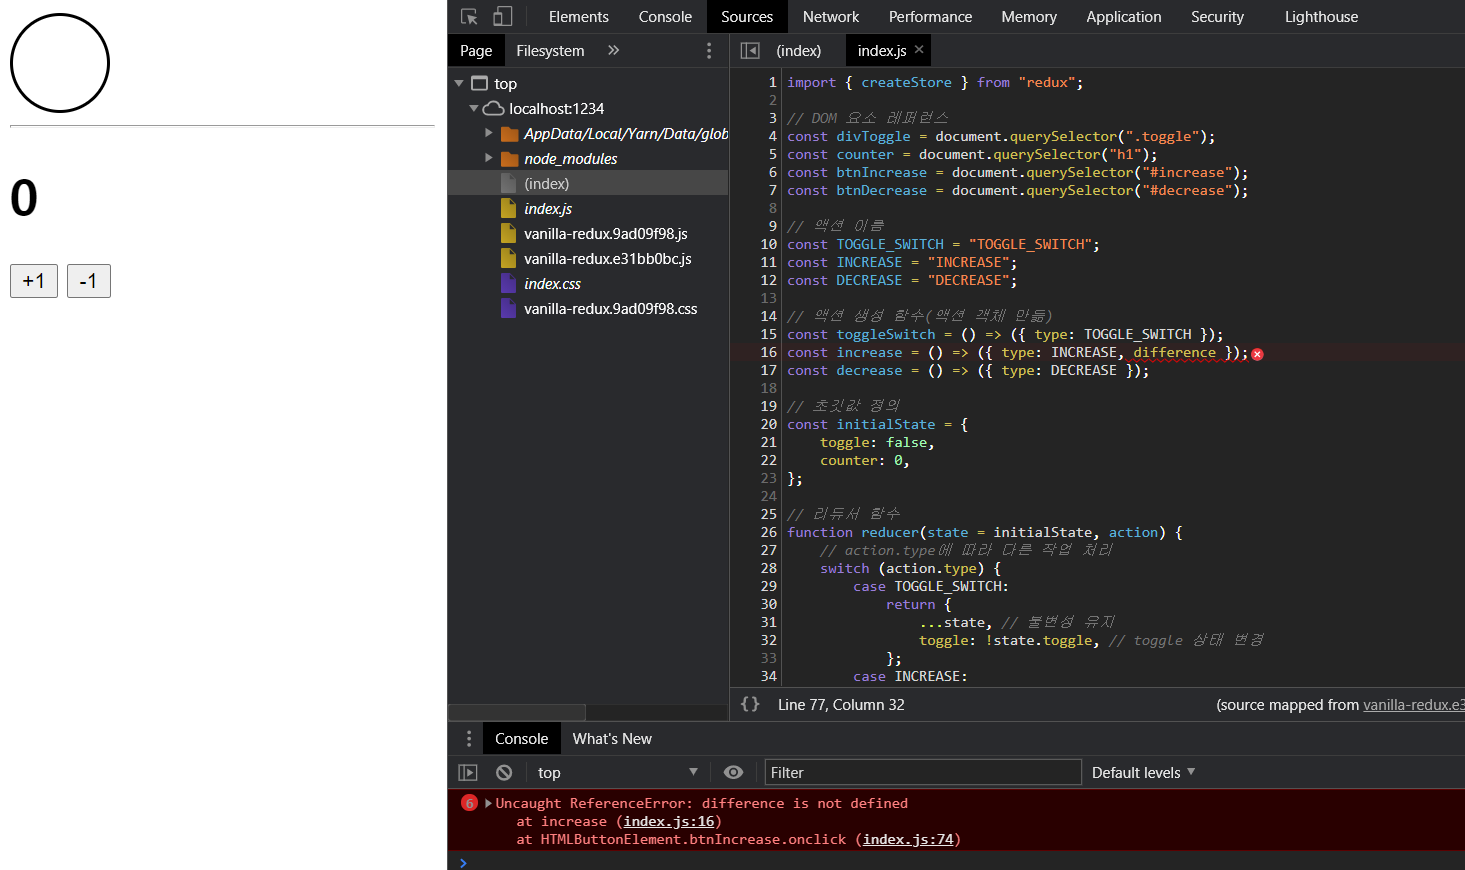 0
+1 -1
Elements Console Sources Network Performance Memory Application Security Lighthouse
Page Filesystem »
(index) index.js ×
top
localhost:1234
AppData/Local/Yarn/Data/glob
node_modules
(index)
index.js
vanilla-redux.9ad09f98.js
vanilla-redux.e31bb0bc.js
index.css
vanilla-redux.9ad09f98.css
1 import { createStore } from "redux";
2
3 // DOM 요소 레퍼런스
4 const divToggle = document.querySelector(".toggle");
5 const counter = document.querySelector("h1");
6 const btnIncrease = document.querySelector("#increase");
7 const btnDecrease = document.querySelector("#decrease");
8
9 // 액션 이름
10 const TOGGLE_SWITCH = "TOGGLE_SWITCH";
11 const INCREASE = "INCREASE";
12 const DECREASE = "DECREASE";
13
14 // 액션 생성 함수(액션 객체 만듦)
15 const toggleSwitch = () => ({ type: TOGGLE_SWITCH });
16 const increase = () => ({ type: INCREASE, difference });
17 const decrease = () => ({ type: DECREASE });
18
19 // 초깃값 정의
20 const initialState = {
21     toggle: false,
22     counter: 0,
23 };
24
25 // 리듀서 함수
26 function reducer(state = initialState, action) {
27     // action.type에 따라 다른 작업 처리
28     switch (action.type) {
29         case TOGGLE_SWITCH:
30             return {
31                 ...state, // 불변성 유지
32                 toggle: !state.toggle, // toggle 상태 변경
33             };
34         case INCREASE:
{} Line 77, Column 32 (source mapped from vanilla-redux.e3
Console What's New
top Filter Default levels
6 Uncaught ReferenceError: difference is not defined
at increase (index.js:16)
at HTMLButtonElement.btnIncrease.onclick (index.js:74)
>